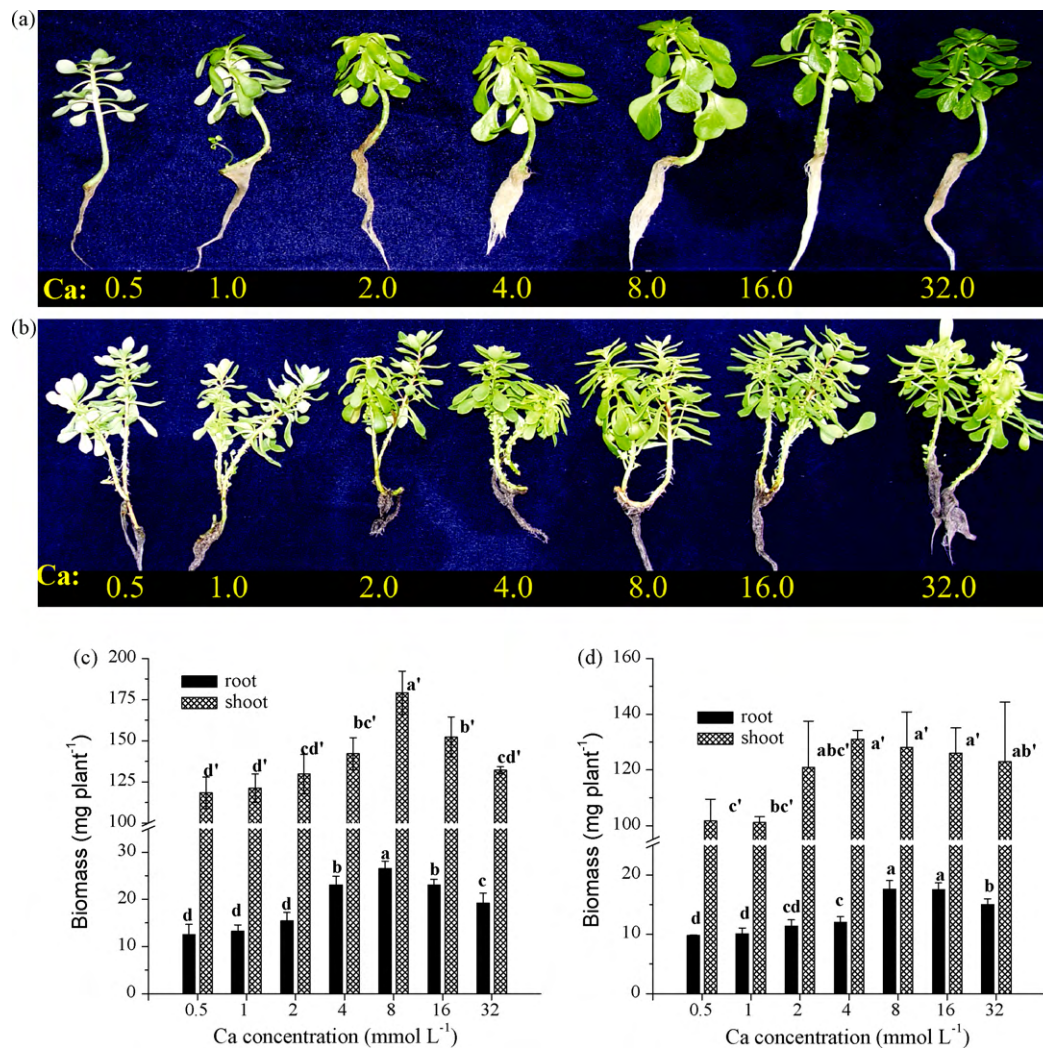 (a)
Ca: 0.5 1.0 2.0 4.0 8.0 16.0 32.0
(b)
Ca: 0.5 1.0 2.0 4.0 8.0 16.0 32.0
(c)
200
175
150
125
100
30
20
10
0
Biomass (mg plant⁻¹)
root
shoot
d' d' cd' bc' a' b' cd'
d d d b a b c
0.5 1 2 4 8 16 32
Ca concentration (mmol L⁻¹)
(d)
160
140
120
100
20
10
0
Biomass (mg plant⁻¹)
root
shoot
c' bc' abc' a' a' a' ab'
d d cd c a a b
0.5 1 2 4 8 16 32
Ca concentration (mmol L⁻¹)